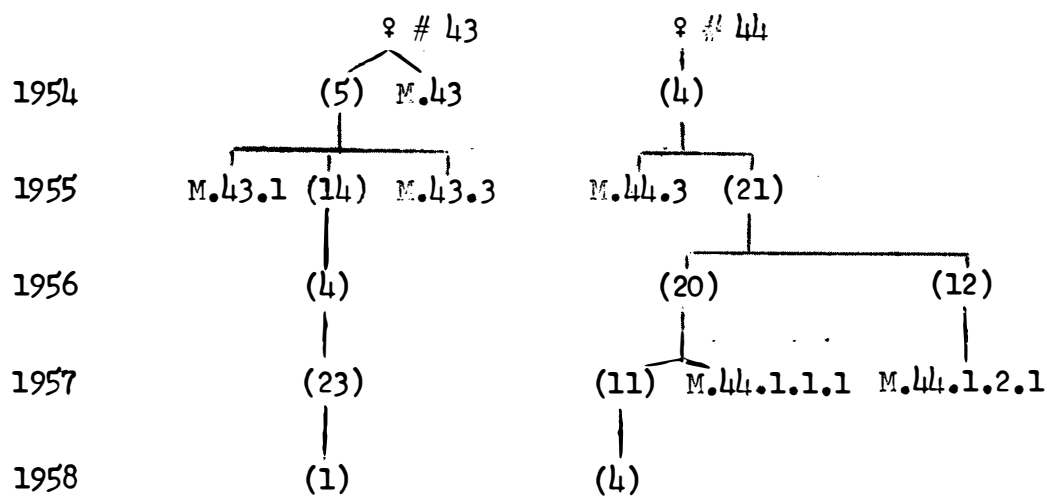 ♀ # 43 ♀ # 44
1954 (5) M.43 (4)
1955 M.43.1 (14) M.43.3 M.44.3 (21)
1956 (4) (20) (12)
1957 (23) (11) M.44.1.1.1 M.44.1.2.1
1958 (1) (4)